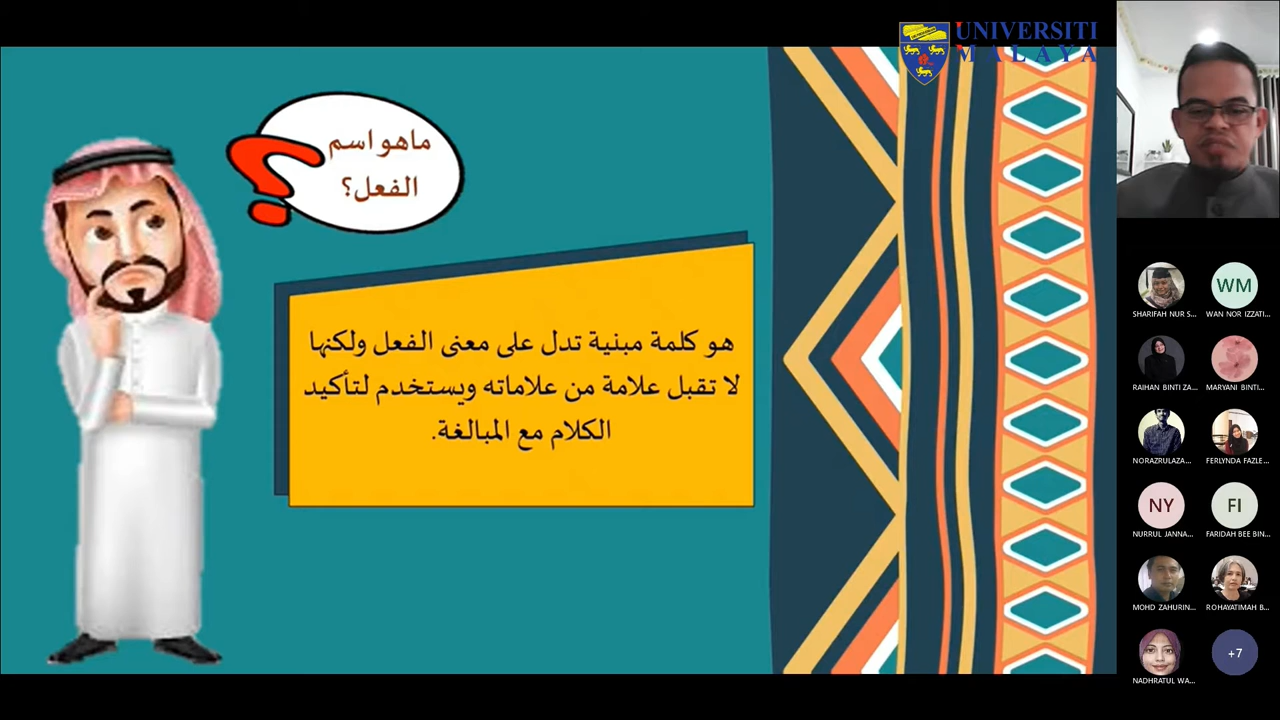 UNIVERSITI
MALAYA
ماهو اسم
الفعل؟
هو كلمة مبنية تدل على معنى الفعل ولكنها
لا تقبل علامة من علاماته ويستخدم لتأكيد
الكلام مع المبالغة.
SHARIFAH NUR S...
WM
WAN NOR IZZATI...
RAIHAN BINTI ZA...
MARYANI BINTI...
NORAZRULAZA...
FERLYNDA FAZLE...
NY
NURRUL JANNA...
FI
FARIDAH BEE BIN...
MOHD ZAHURIN...
ROHAYATIMAH B...
NADHRATUL WA...
+7